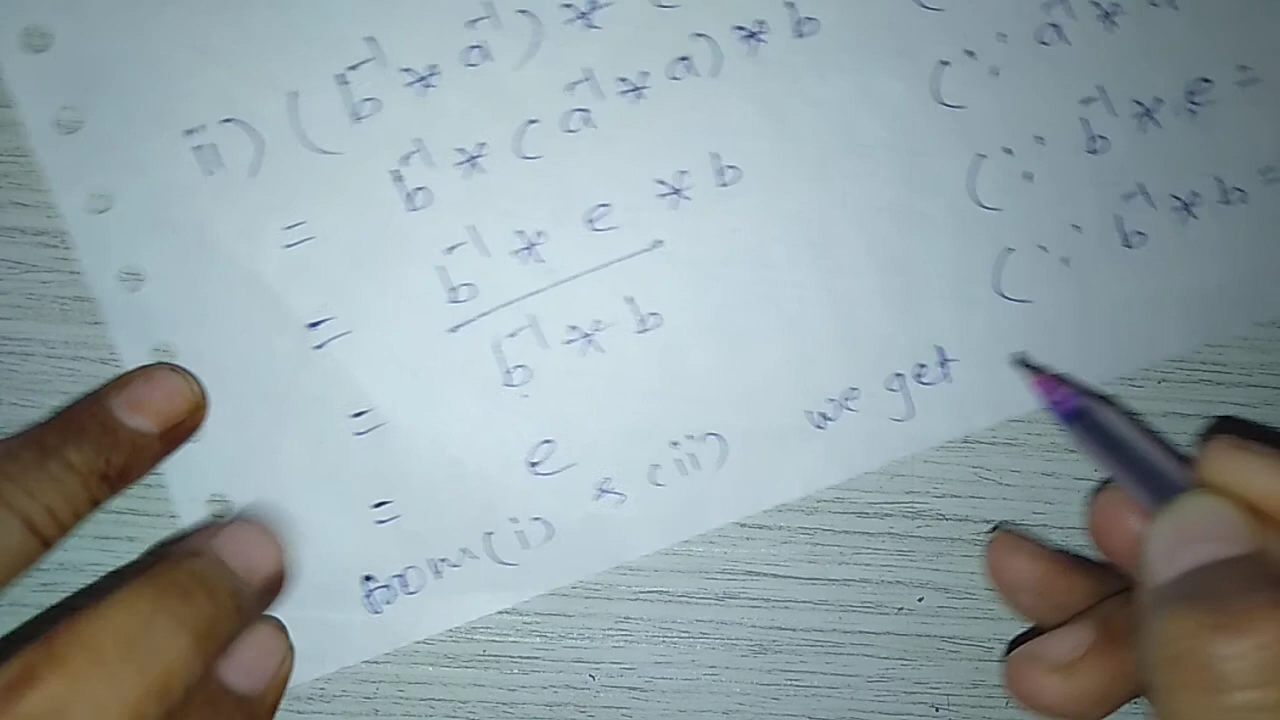 ii) (b⁻¹ * a⁻¹) *
= b⁻¹ * (a⁻¹ * a) * b (∵ a⁻¹ *
= b⁻¹ * e * b (∵ b⁻¹ * e =
= b⁻¹ * b (∵ b⁻¹ * b =
= e
from (i) & (ii) we get